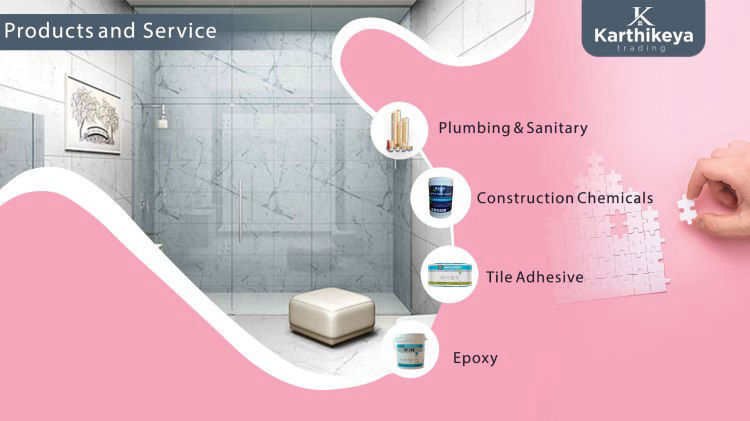 Products and Service
Karthikeya
trading
Plumbing & Sanitary
Construction Chemicals
Tile Adhesive
Epoxy